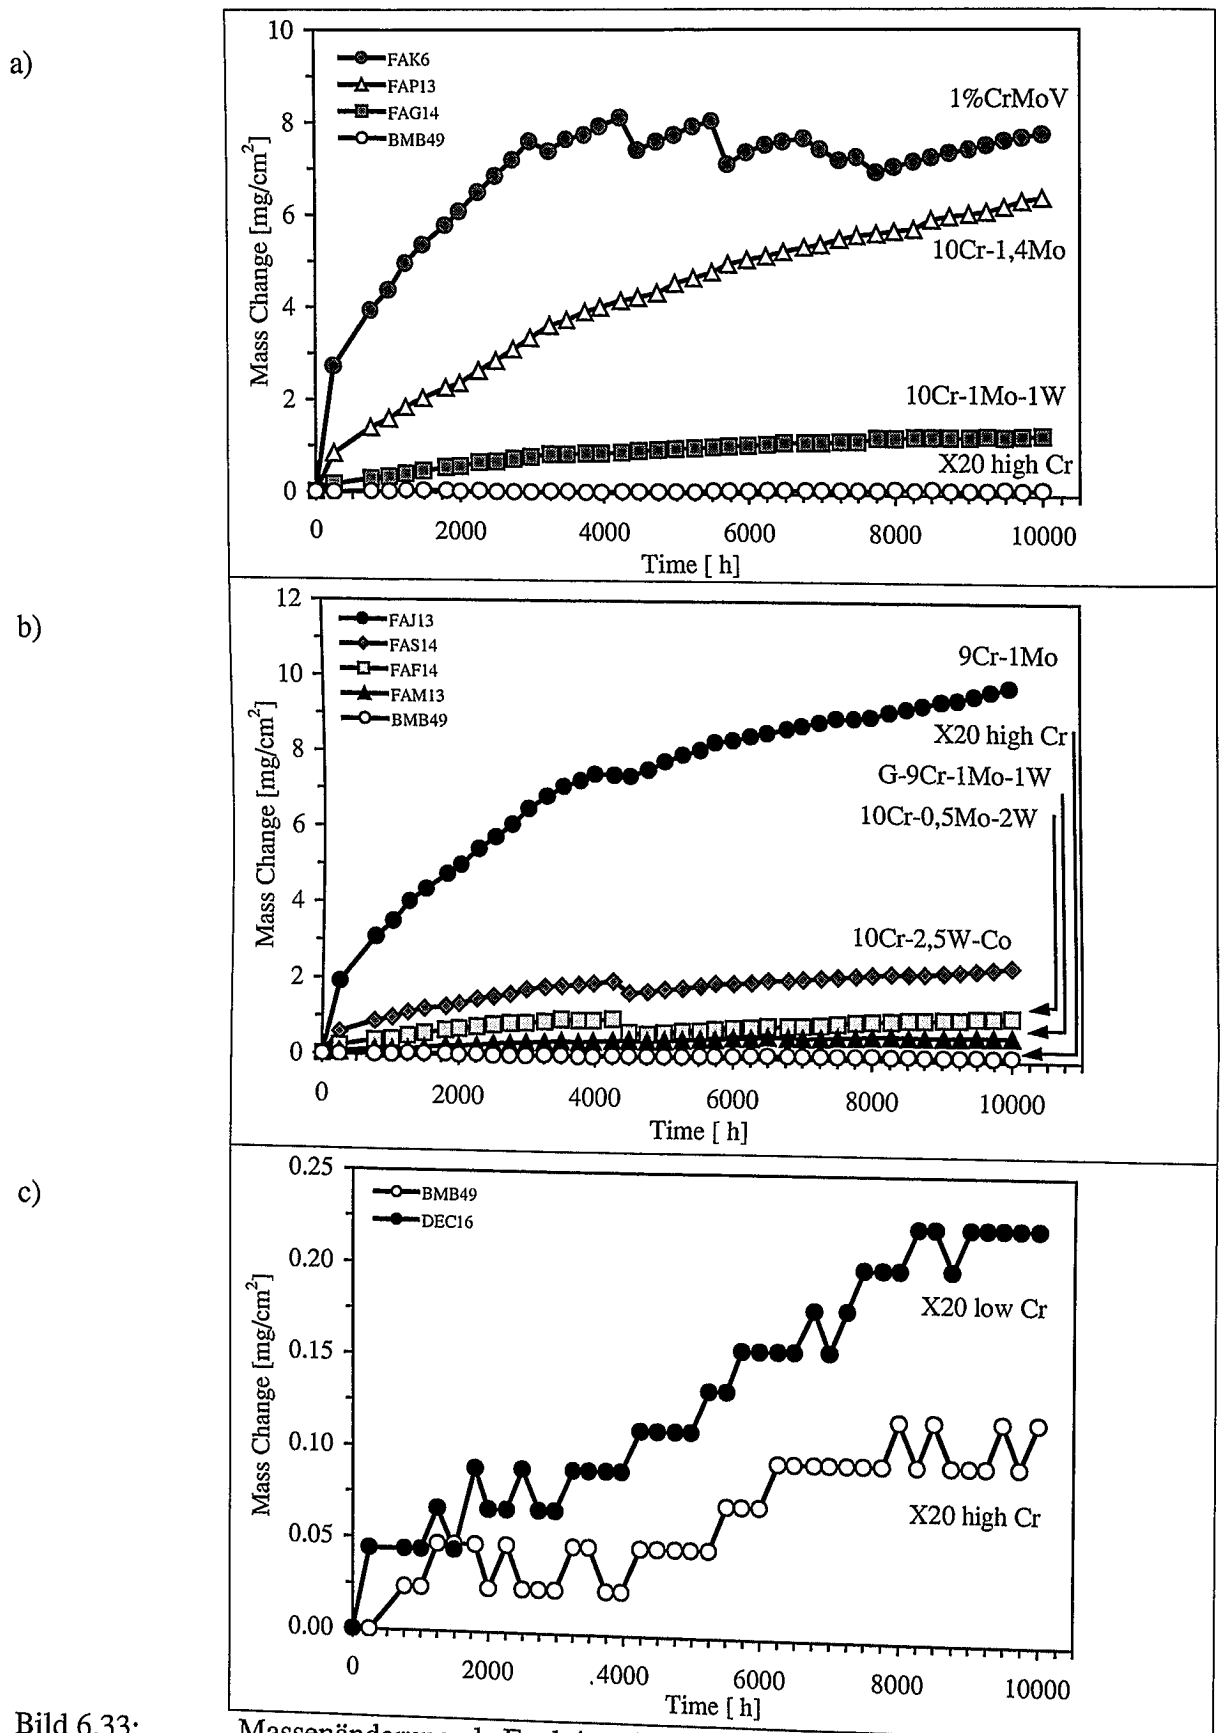 a)
10
8
6
4
2
0
Mass Change [mg/cm2]
FAK6
FAP13
FAG14
BMB49
1%CrMoV
10Cr-1,4Mo
10Cr-1Mo-1W
X20 high Cr
0 2000 4000 6000 8000 10000
Time [ h]
b)
12
10
8
6
4
2
0
Mass Change [mg/cm2]
FAJ13
FAS14
FAF14
FAM13
BMB49
9Cr-1Mo
X20 high Cr
G-9Cr-1Mo-1W
10Cr-0,5Mo-2W
10Cr-2,5W-Co
0 2000 4000 6000 8000 10000
Time [ h]
c)
0.25
0.20
0.15
0.10
0.05
0.00
Mass Change [mg/cm2]
BMB49
DEC16
X20 low Cr
X20 high Cr
0 2000 .4000 6000 8000 10000
Time [ h]
Bild 6.33: